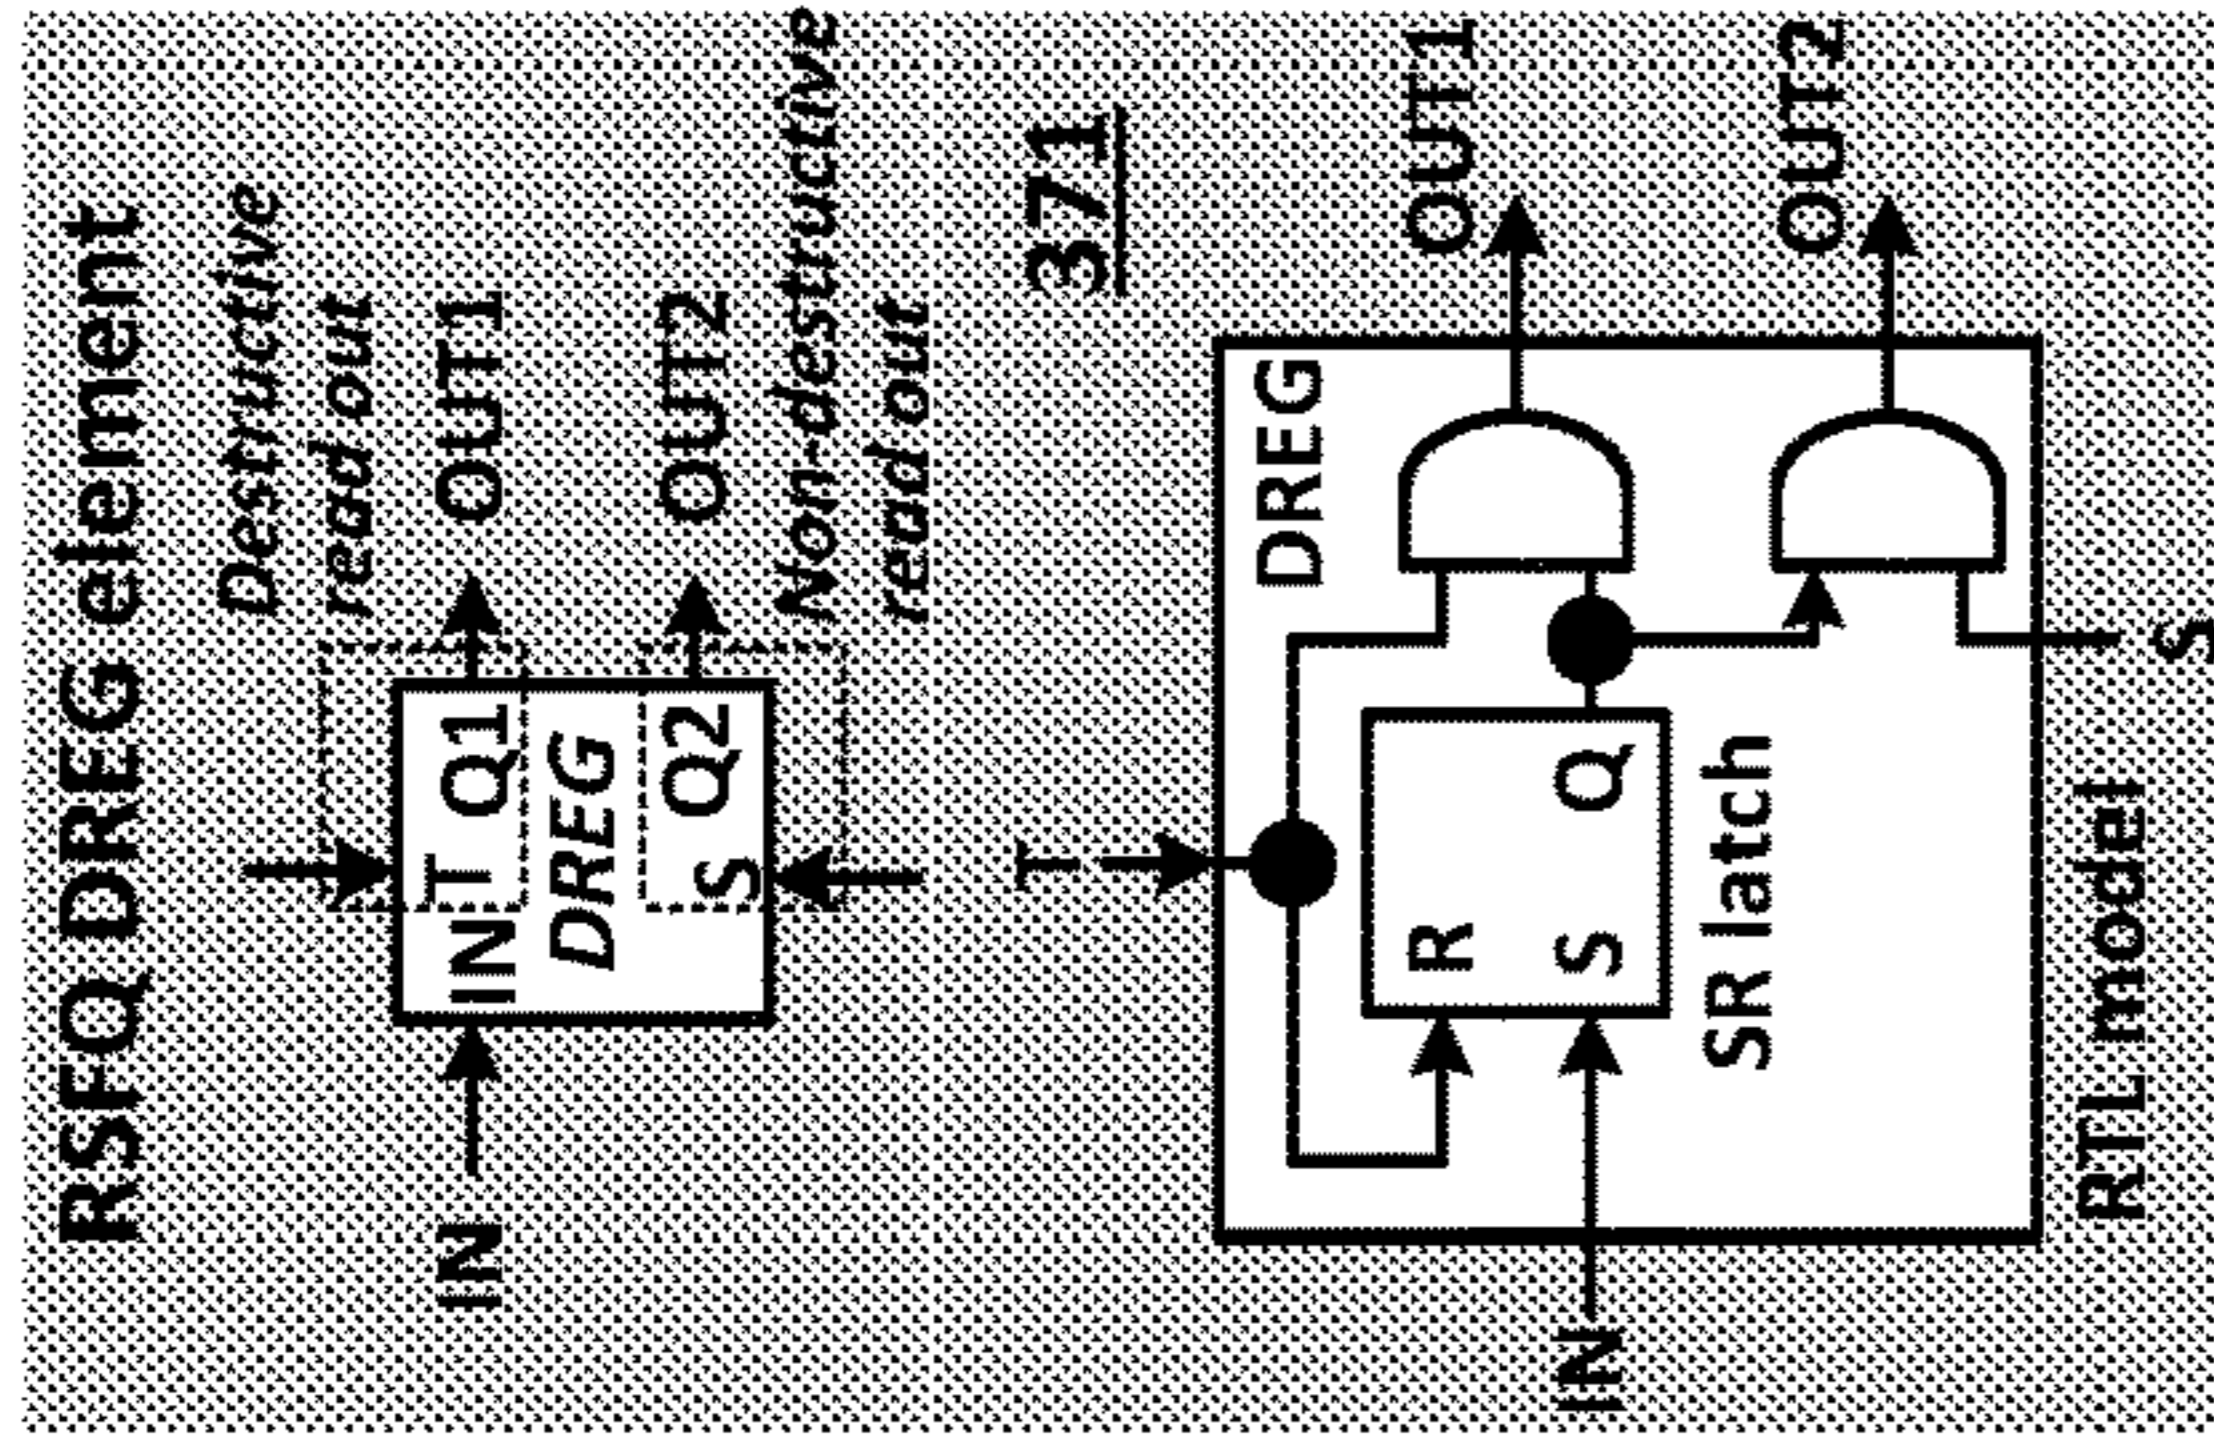 RSFQ DREG element
Destructive
read out
IN
IN
T
Q1
OUT1
DREG
S
Q2
OUT2
Non-destructive
read out
371
T
DREG
OUT1
R
S
Q
IN
SR latch
OUT2
S
RTL model